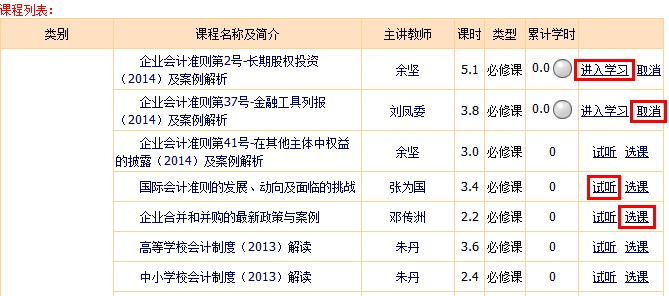 课程列表：
类别 课程名称及简介 主讲教师 课时 类型 累计学时
企业会计准则第2号-长期股权投资
（2014）及案例解析 余坚 5.1 必修课 0.0 进入学习 取消
企业会计准则第37号-金融工具列报
（2014）及案例解析 刘凤委 3.8 必修课 0.0 进入学习 取消
企业会计准则第41号-在其他主体中权益
的披露（2014）及案例解析 余坚 3.0 必修课 0 试听 选课
国际会计准则的发展、动向及面临的挑战 张为国 3.4 必修课 0 试听 选课
企业合并和并购的最新政策与案例 邓传洲 2.2 必修课 0 试听 选课
高等学校会计制度（2013）解读 朱丹 3.6 必修课 0 试听 选课
中小学校会计制度（2013）解读 朱丹 2.4 必修课 0 试听 选课